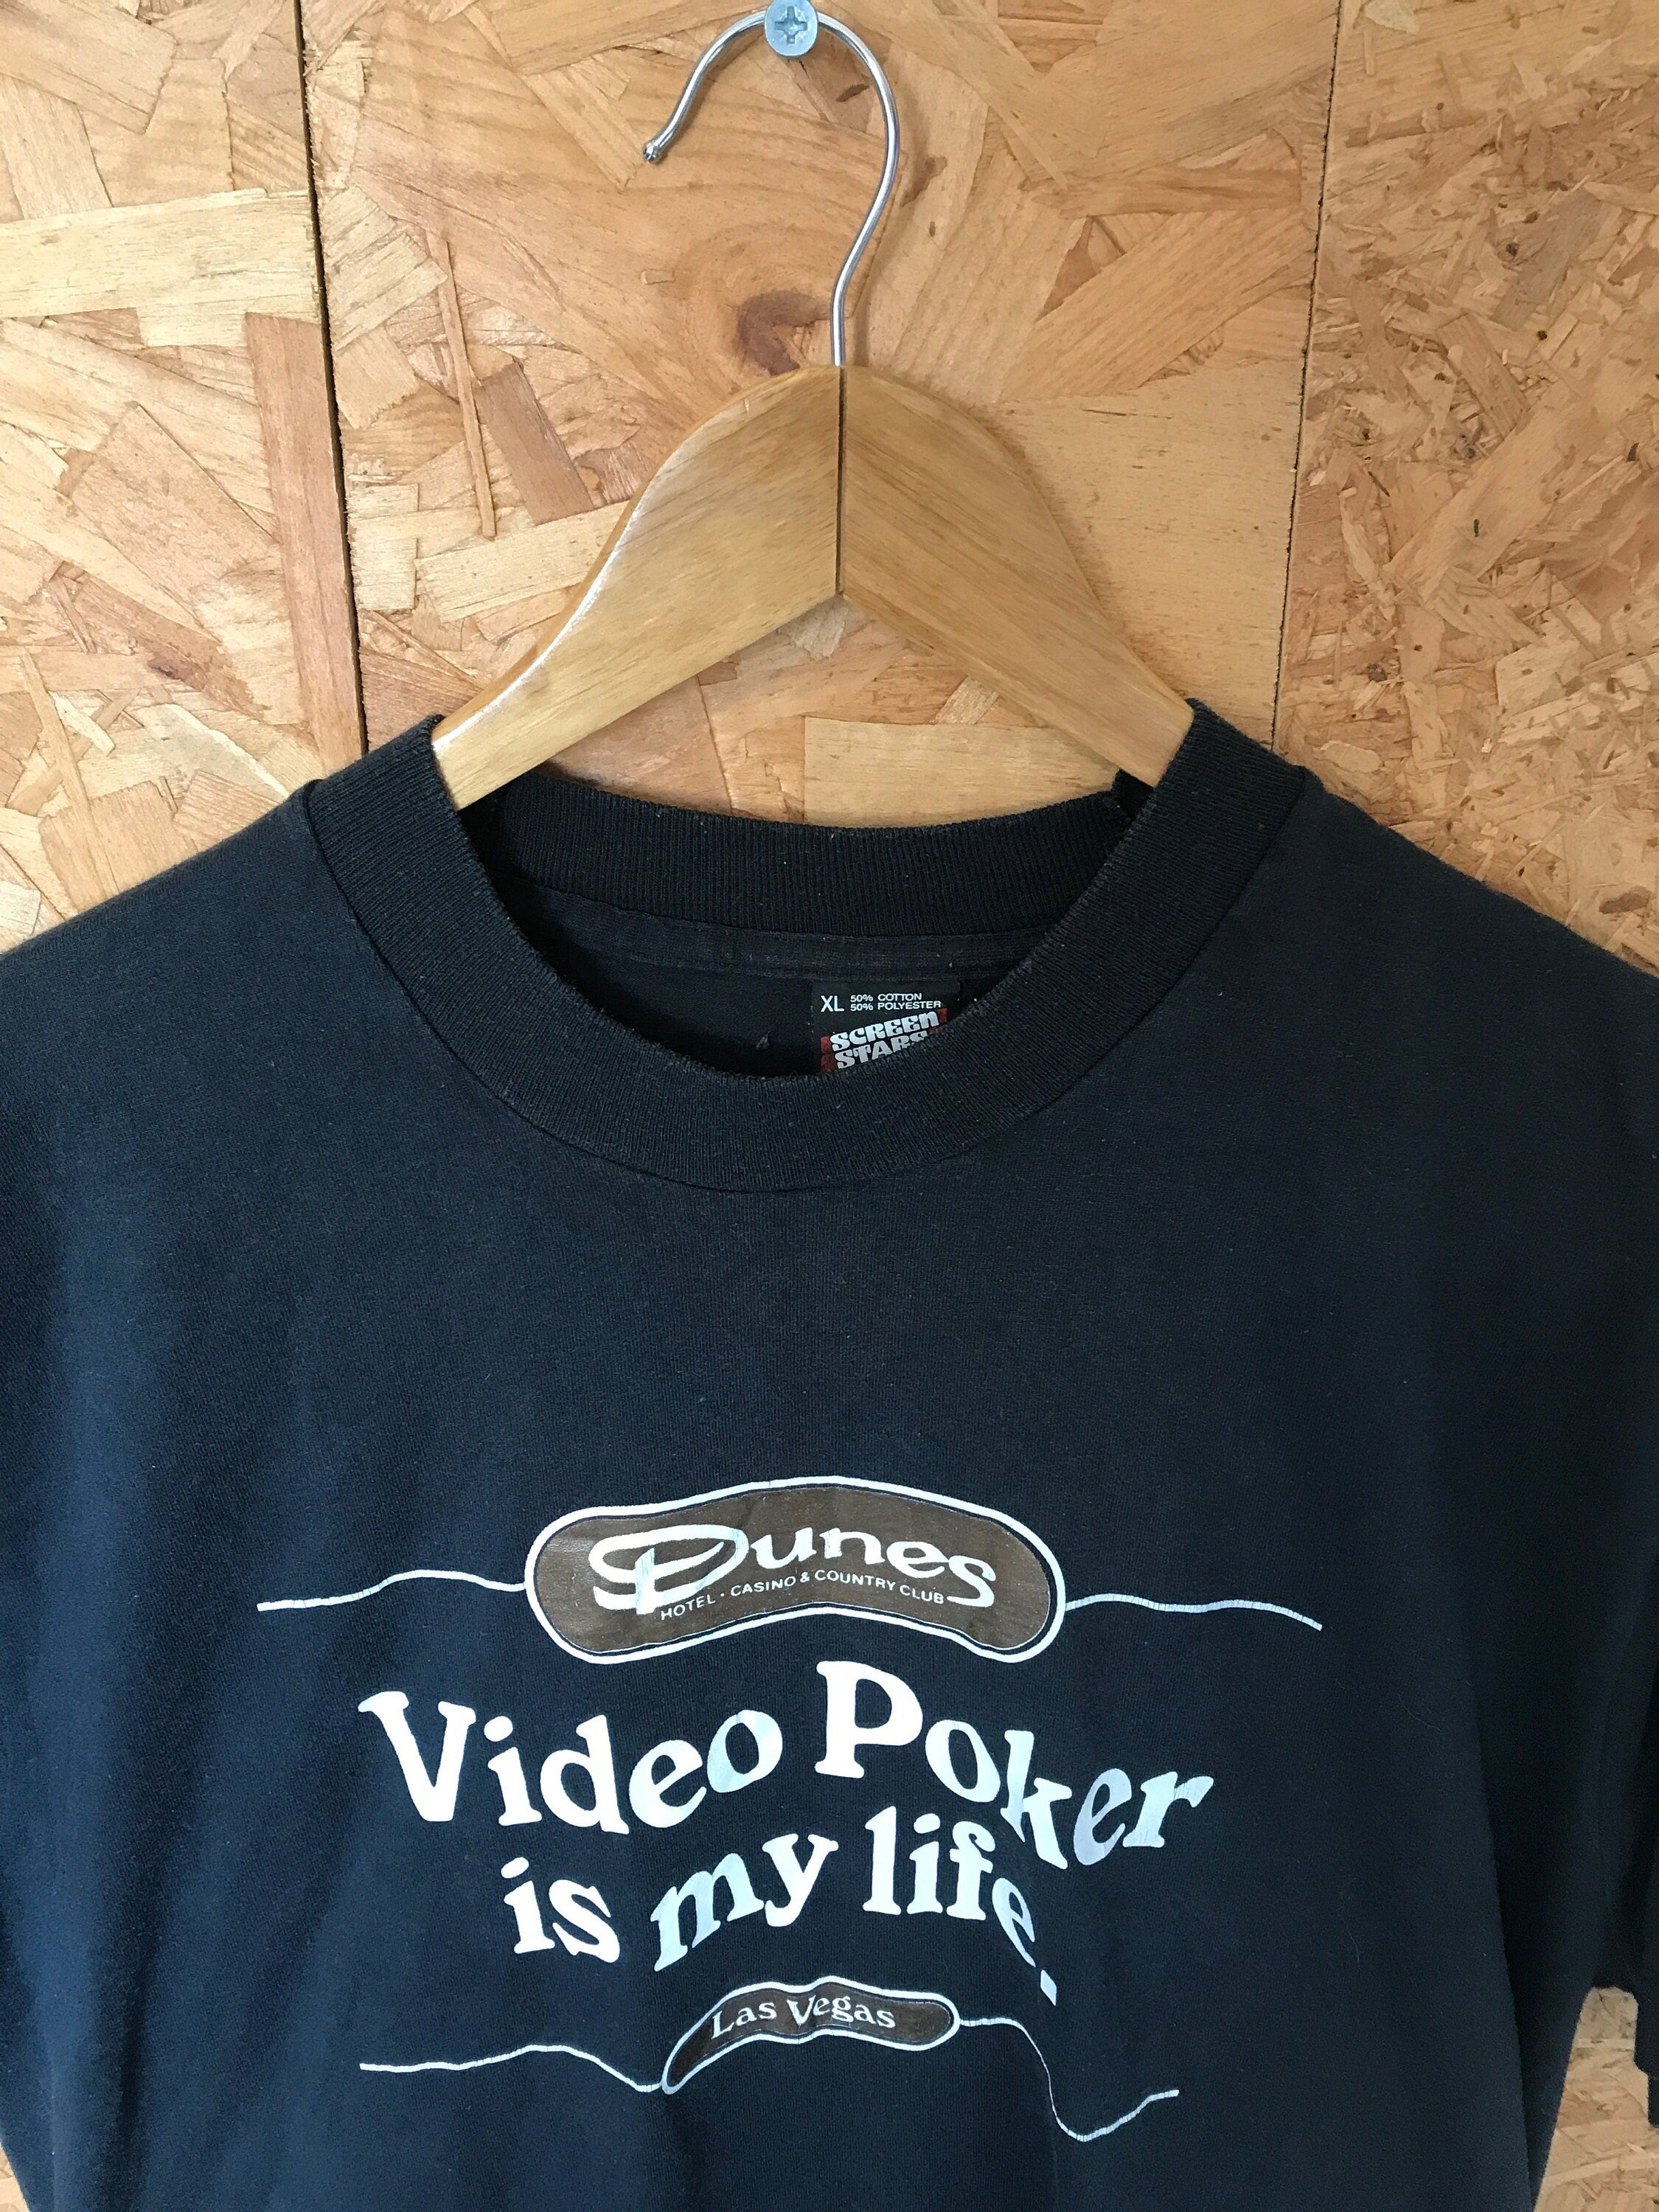 XL 50% COTTON
50% POLYESTER
SCREEN
STARS
Dunes
HOTEL · CASINO & COUNTRY CLUB
Video Poker
is my life.
Las Vegas